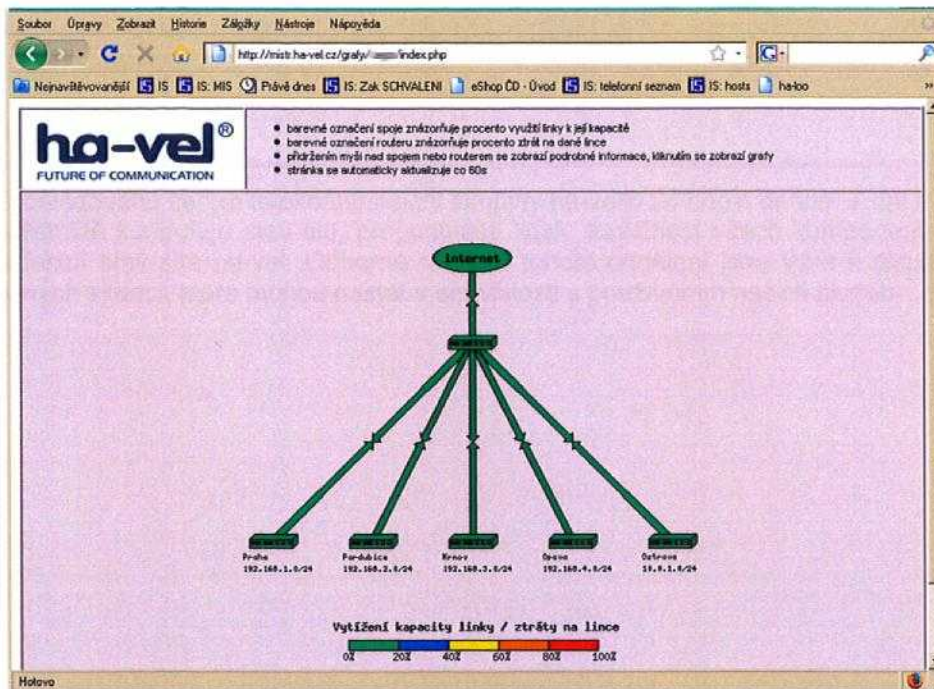 Soubor Úpravy Zobrazit Historie Záložky Nástroje Nápověda
http://mistr.ha-vel.cz/grafy/ /index.php
G
Nejnavštěvovanější IS IS: MIS Právě dnes IS: Zak SCHVALENI eShop ČD - Úvod IS: telefonní seznam IS: hosts ha-loo »
ha-vel®
FUTURE OF COMMUNICATION
• barevné označení spoje znázorňuje procento využití linky k její kapacitě
• barevné označení routeru znázorňuje procento ztrát na dané lince
• přidržením myši nad spojem nebo routerem se zobrazí podrobné informace, kliknutím se zobrazí grafy
• stránka se automaticky aktualizuje co 60s
internet
Praha Pardubice Krnov Opava Ostrava
192.168.1.0/24 192.168.2.0/24 192.168.3.0/24 192.168.4.0/24 10.0.1.0/24
Vytížení kapacity linky / ztráty na lince
0% 20% 40% 60% 80% 100%
Hotovo